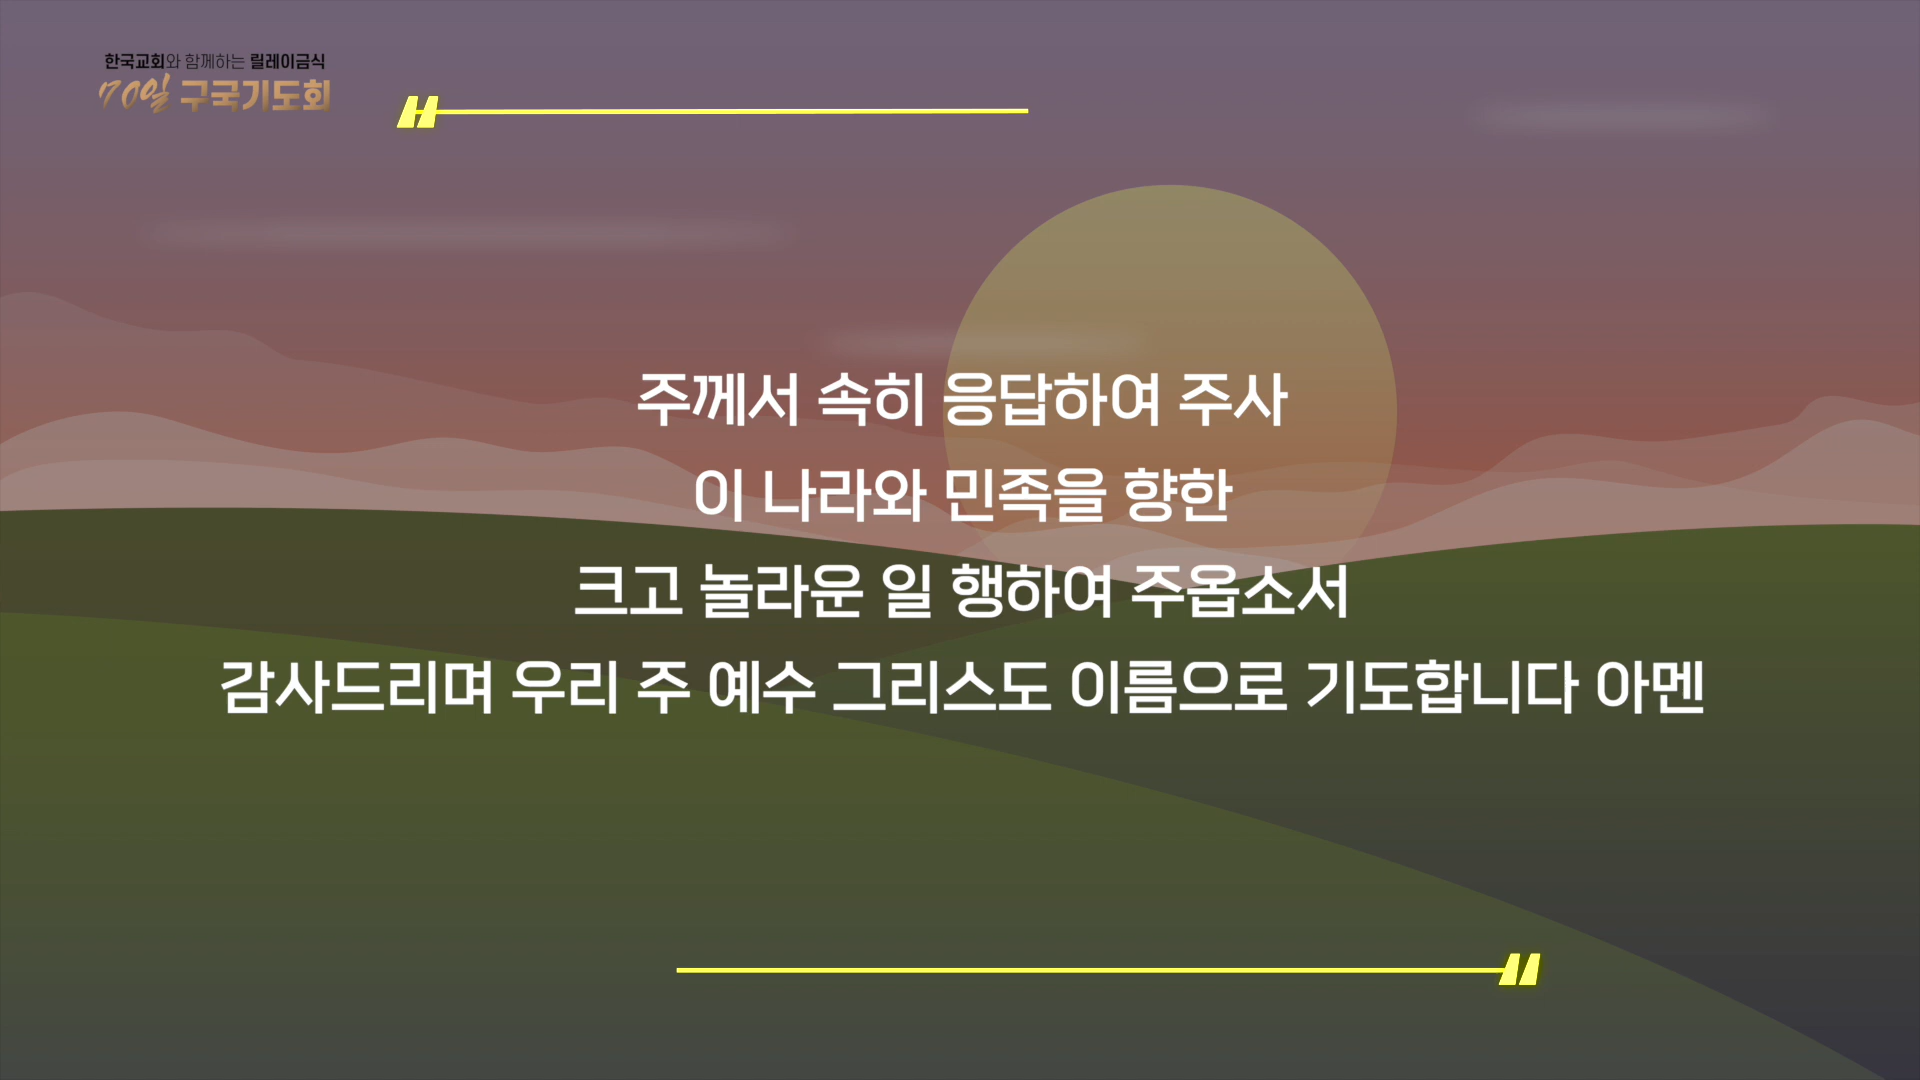 한국교회와 함께하는 릴레이금식
70일 구국기도회
주께서 속히 응답하여 주사
이 나라와 민족을 향한
크고 놀라운 일 행하여 주옵소서
감사드리며 우리 주 예수 그리스도 이름으로 기도합니다 아멘